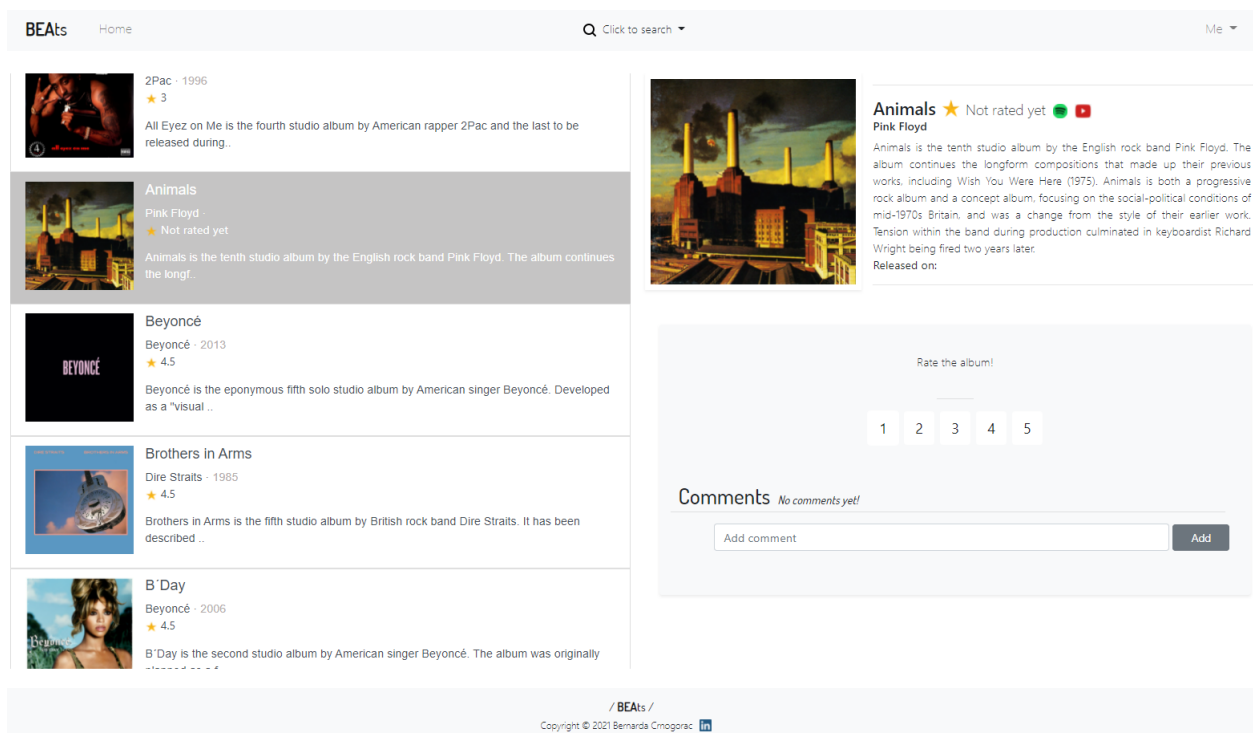 BEAts Home Click to search Me
2Pac · 1996
3
All Eyez on Me is the fourth studio album by American rapper 2Pac and the last to be
released during..
Animals
Pink Floyd ·
Not rated yet
Animals is the tenth studio album by the English rock band Pink Floyd. The album continues
the longf..
BEYONCÉ
Beyoncé
Beyoncé · 2013
4.5
Beyoncé is the eponymous fifth solo studio album by American singer Beyoncé. Developed
as a "visual ..
Brothers in Arms
Dire Straits · 1985
4.5
Brothers in Arms is the fifth studio album by British rock band Dire Straits. It has been
described ..
B´Day
Beyoncé · 2006
4.5
B´Day is the second studio album by American singer Beyoncé. The album was originally
Animals Not rated yet
Pink Floyd
Animals is the tenth studio album by the English rock band Pink Floyd. The
album continues the longform compositions that made up their previous
works, including Wish You Were Here (1975). Animals is both a progressive
rock album and a concept album, focusing on the social-political conditions of
mid-1970s Britain, and was a change from the style of their earlier work.
Tension within the band during production culminated in keyboardist Richard
Wright being fired two years later.
Released on:
Rate the album!
1 2 3 4 5
Comments No comments yet!
Add comment Add
/ BEAts /
Copyright © 2021 Bernarda Crnogorac in